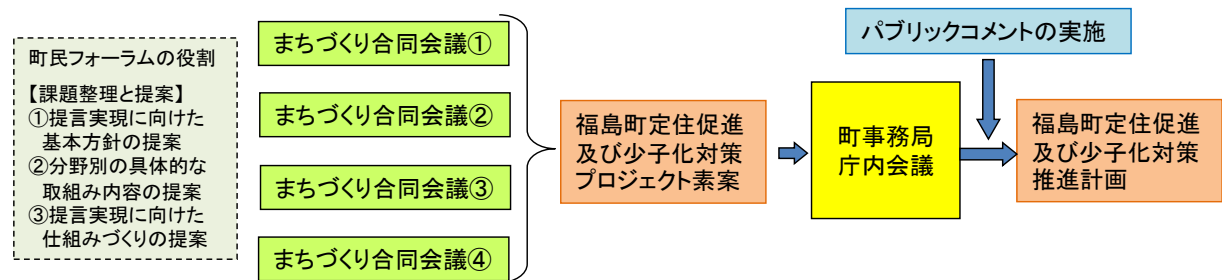 町民フォーラムの役割
【課題整理と提案】
①提言実現に向けた
基本方針の提案
②分野別の具体的な
取組み内容の提案
③提言実現に向けた
仕組みづくりの提案
まちづくり合同会議①
まちづくり合同会議②
まちづくり合同会議③
まちづくり合同会議④
福島町定住促進
及び少子化対策
プロジェクト素案
町事務局
庁内会議
パブリックコメントの実施
福島町定住促進
及び少子化対策
推進計画